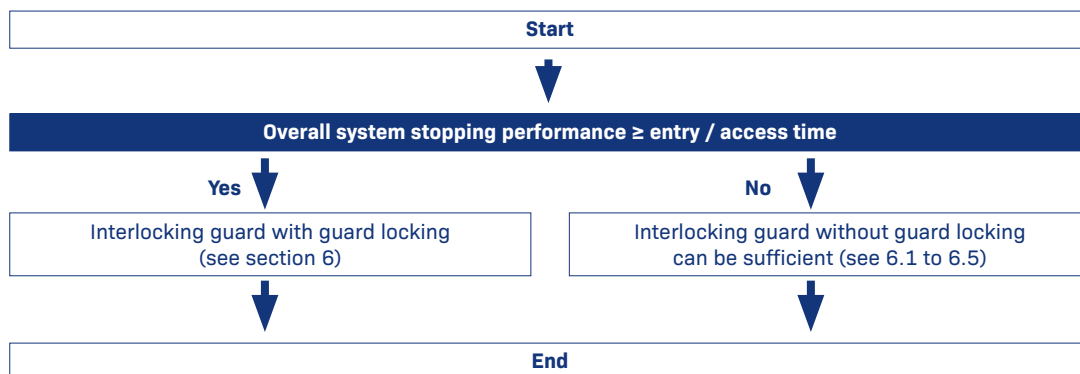 Start
Overall system stopping performance ≥ entry / access time
Yes
No
Interlocking guard with guard locking
(see section 6)
Interlocking guard without guard locking
can be sufficient (see 6.1 to 6.5)
End